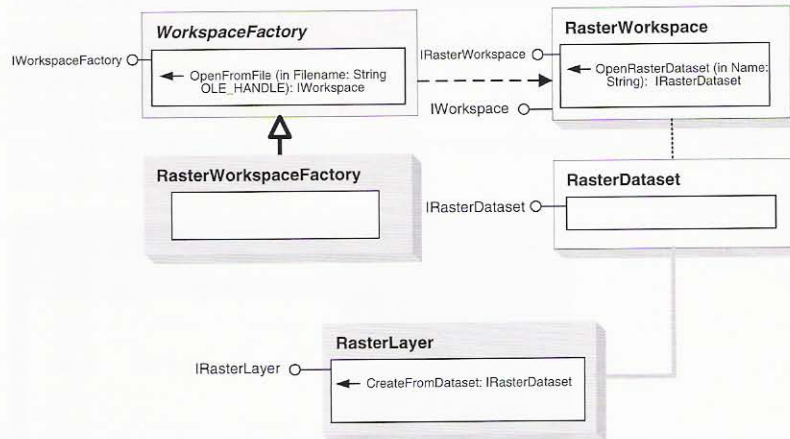 WorkspaceFactory
IWorkspaceFactory
OpenFromFile (in Filename: String
OLE_HANDLE): IWorkspace
RasterWorkspace
IRasterWorkspace
OpenRasterDataset (in Name:
String): IRasterDataset
IWorkspace
RasterWorkspaceFactory
RasterDataset
IRasterDataset
RasterLayer
IRasterLayer
CreateFromDataset: IRasterDataset